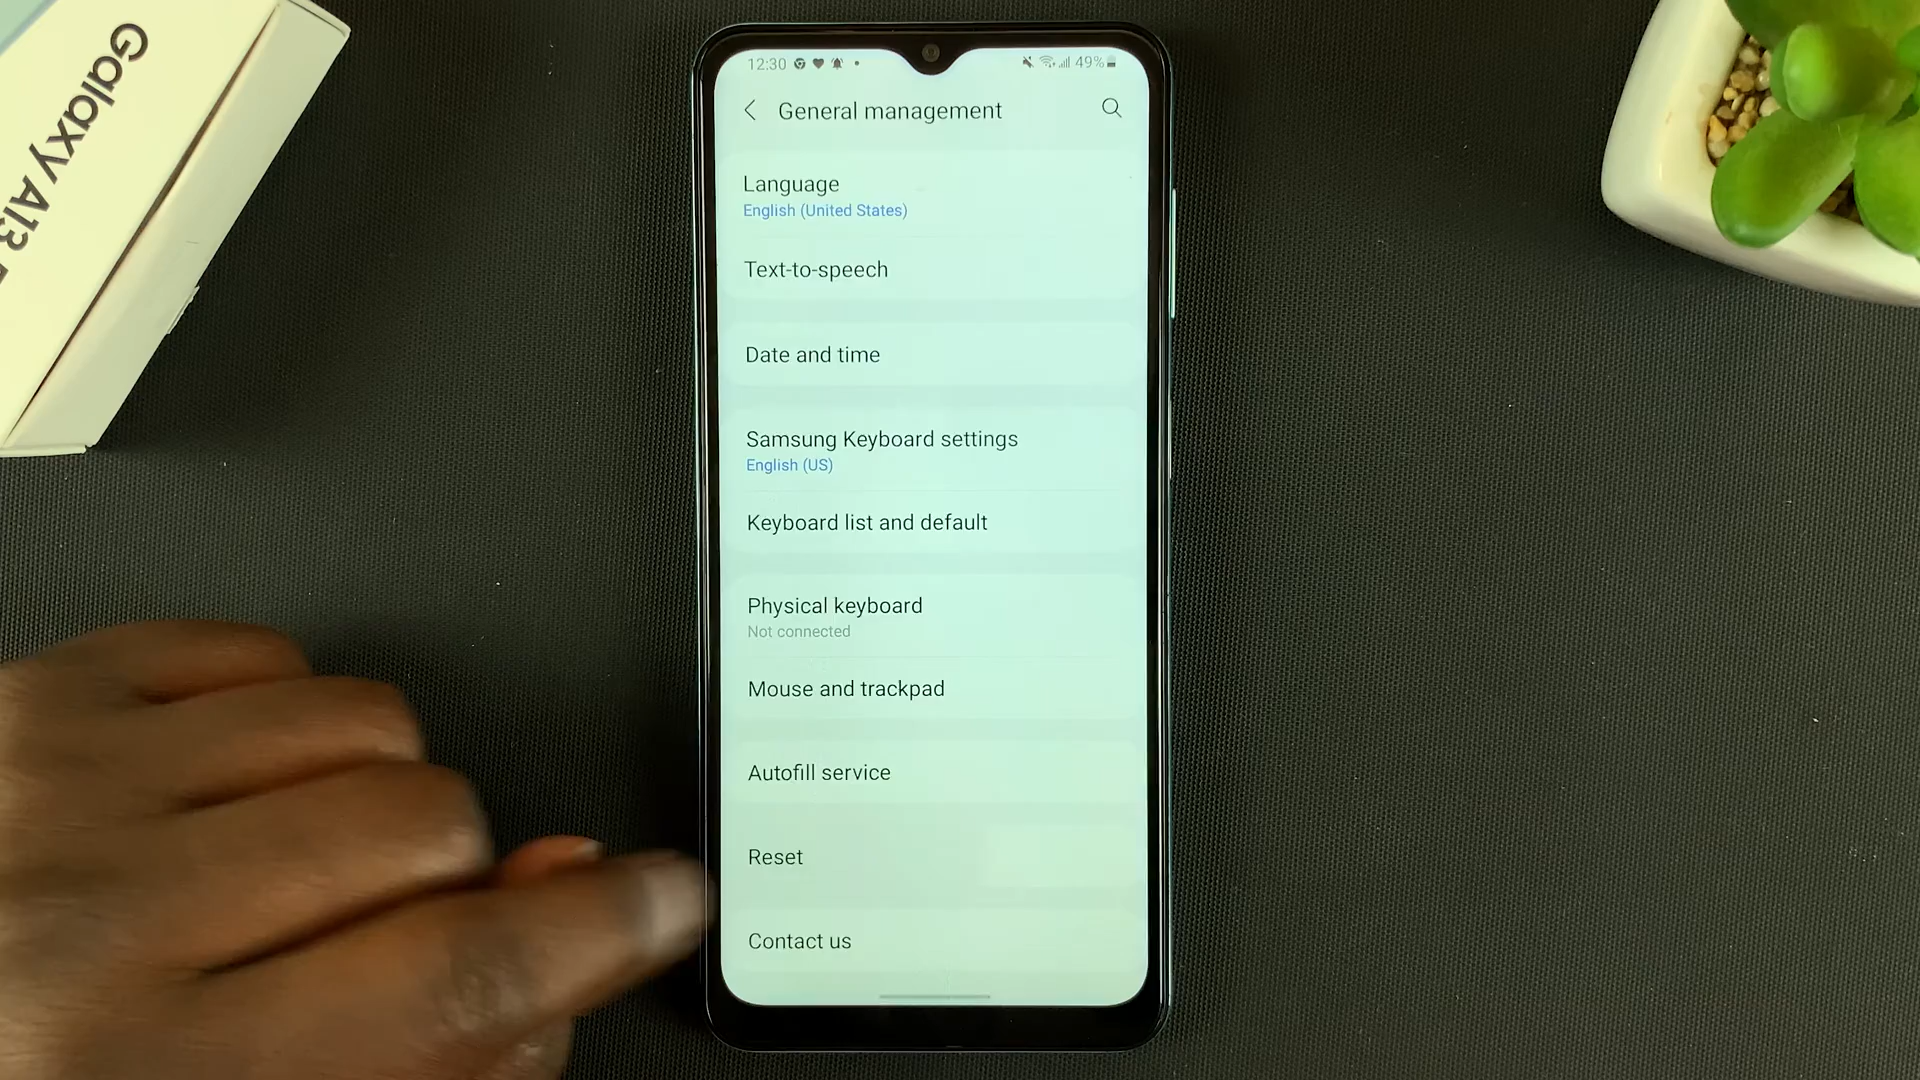 Galaxy A13
12:30 49%
General management
Language
English (United States)
Text-to-speech
Date and time
Samsung Keyboard settings
English (US)
Keyboard list and default
Physical keyboard
Not connected
Mouse and trackpad
Autofill service
Reset
Contact us